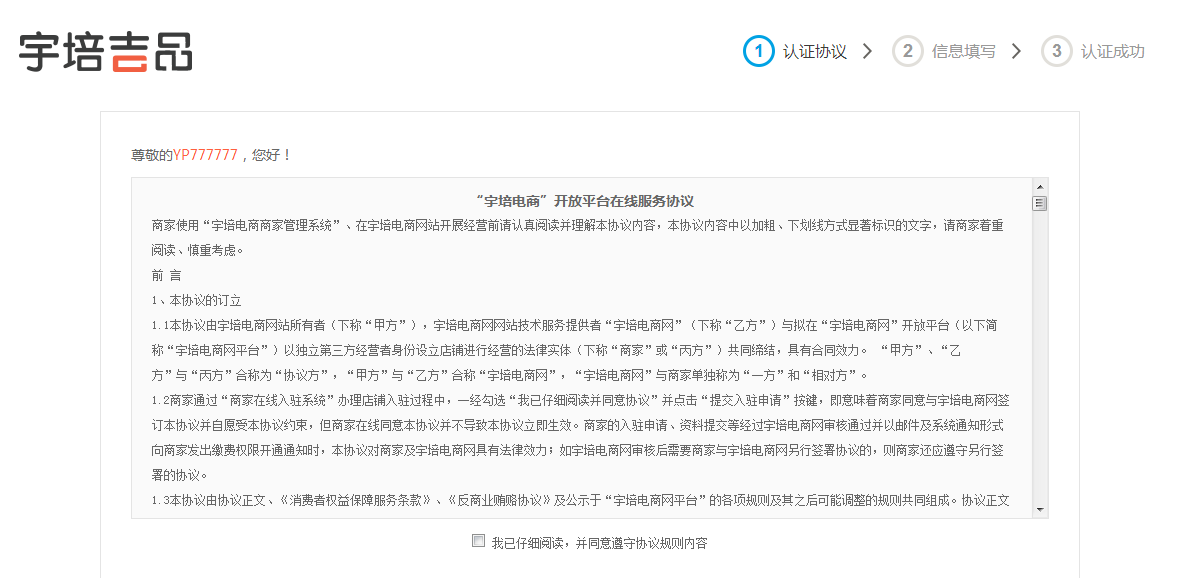 宇培吉品
1 认证协议 > 2 信息填写 > 3 认证成功
尊敬的YP777777，您好！
“宇培电商”开放平台在线服务协议
商家使用“宇培电商商家管理系统”、在宇培电商网站开展经营前请认真阅读并理解本协议内容，本协议内容中以加粗、下划线方式显著标识的文字，请商家着重
阅读、慎重考虑。
前 言
1、本协议的订立
1.1本协议由宇培电商网站所有者（下称“甲方”），宇培电商网网站技术服务提供者“宇培电商网”（下称“乙方”）与拟在“宇培电商网”开放平台（以下简
称“宇培电商网平台”）以独立第三方经营者身份设立店铺进行经营的法律实体（下称“商家”或“丙方”）共同缔结，具有合同效力。 “甲方”、“乙
方”与“丙方”合称为“协议方”，“甲方”与“乙方”合称“宇培电商网”，“宇培电商网”与商家单独称为“一方”和“相对方”。
1.2商家通过“商家在线入驻系统”办理店铺入驻过程中，一经勾选“我已仔细阅读并同意协议”并点击“提交入驻申请”按键，即意味着商家同意与宇培电商网签
订本协议并自愿受本协议约束，但商家在线同意本协议并不导致本协议立即生效。商家的入驻申请、资料提交等经过宇培电商网审核通过并以邮件及系统通知形式
向商家发出缴费权限开通通知时，本协议对商家及宇培电商网具有法律效力；如宇培电商网审核后需要商家与宇培电商网另行签署协议的，则商家还应遵守另行签
署的协议。
1.3本协议由协议正文、《消费者权益保障服务条款》、《反商业贿赂协议》及公示于“宇培电商网平台”的各项规则及其之后可能调整的规则共同组成。协议正文
我已仔细阅读，并同意遵守协议规则内容